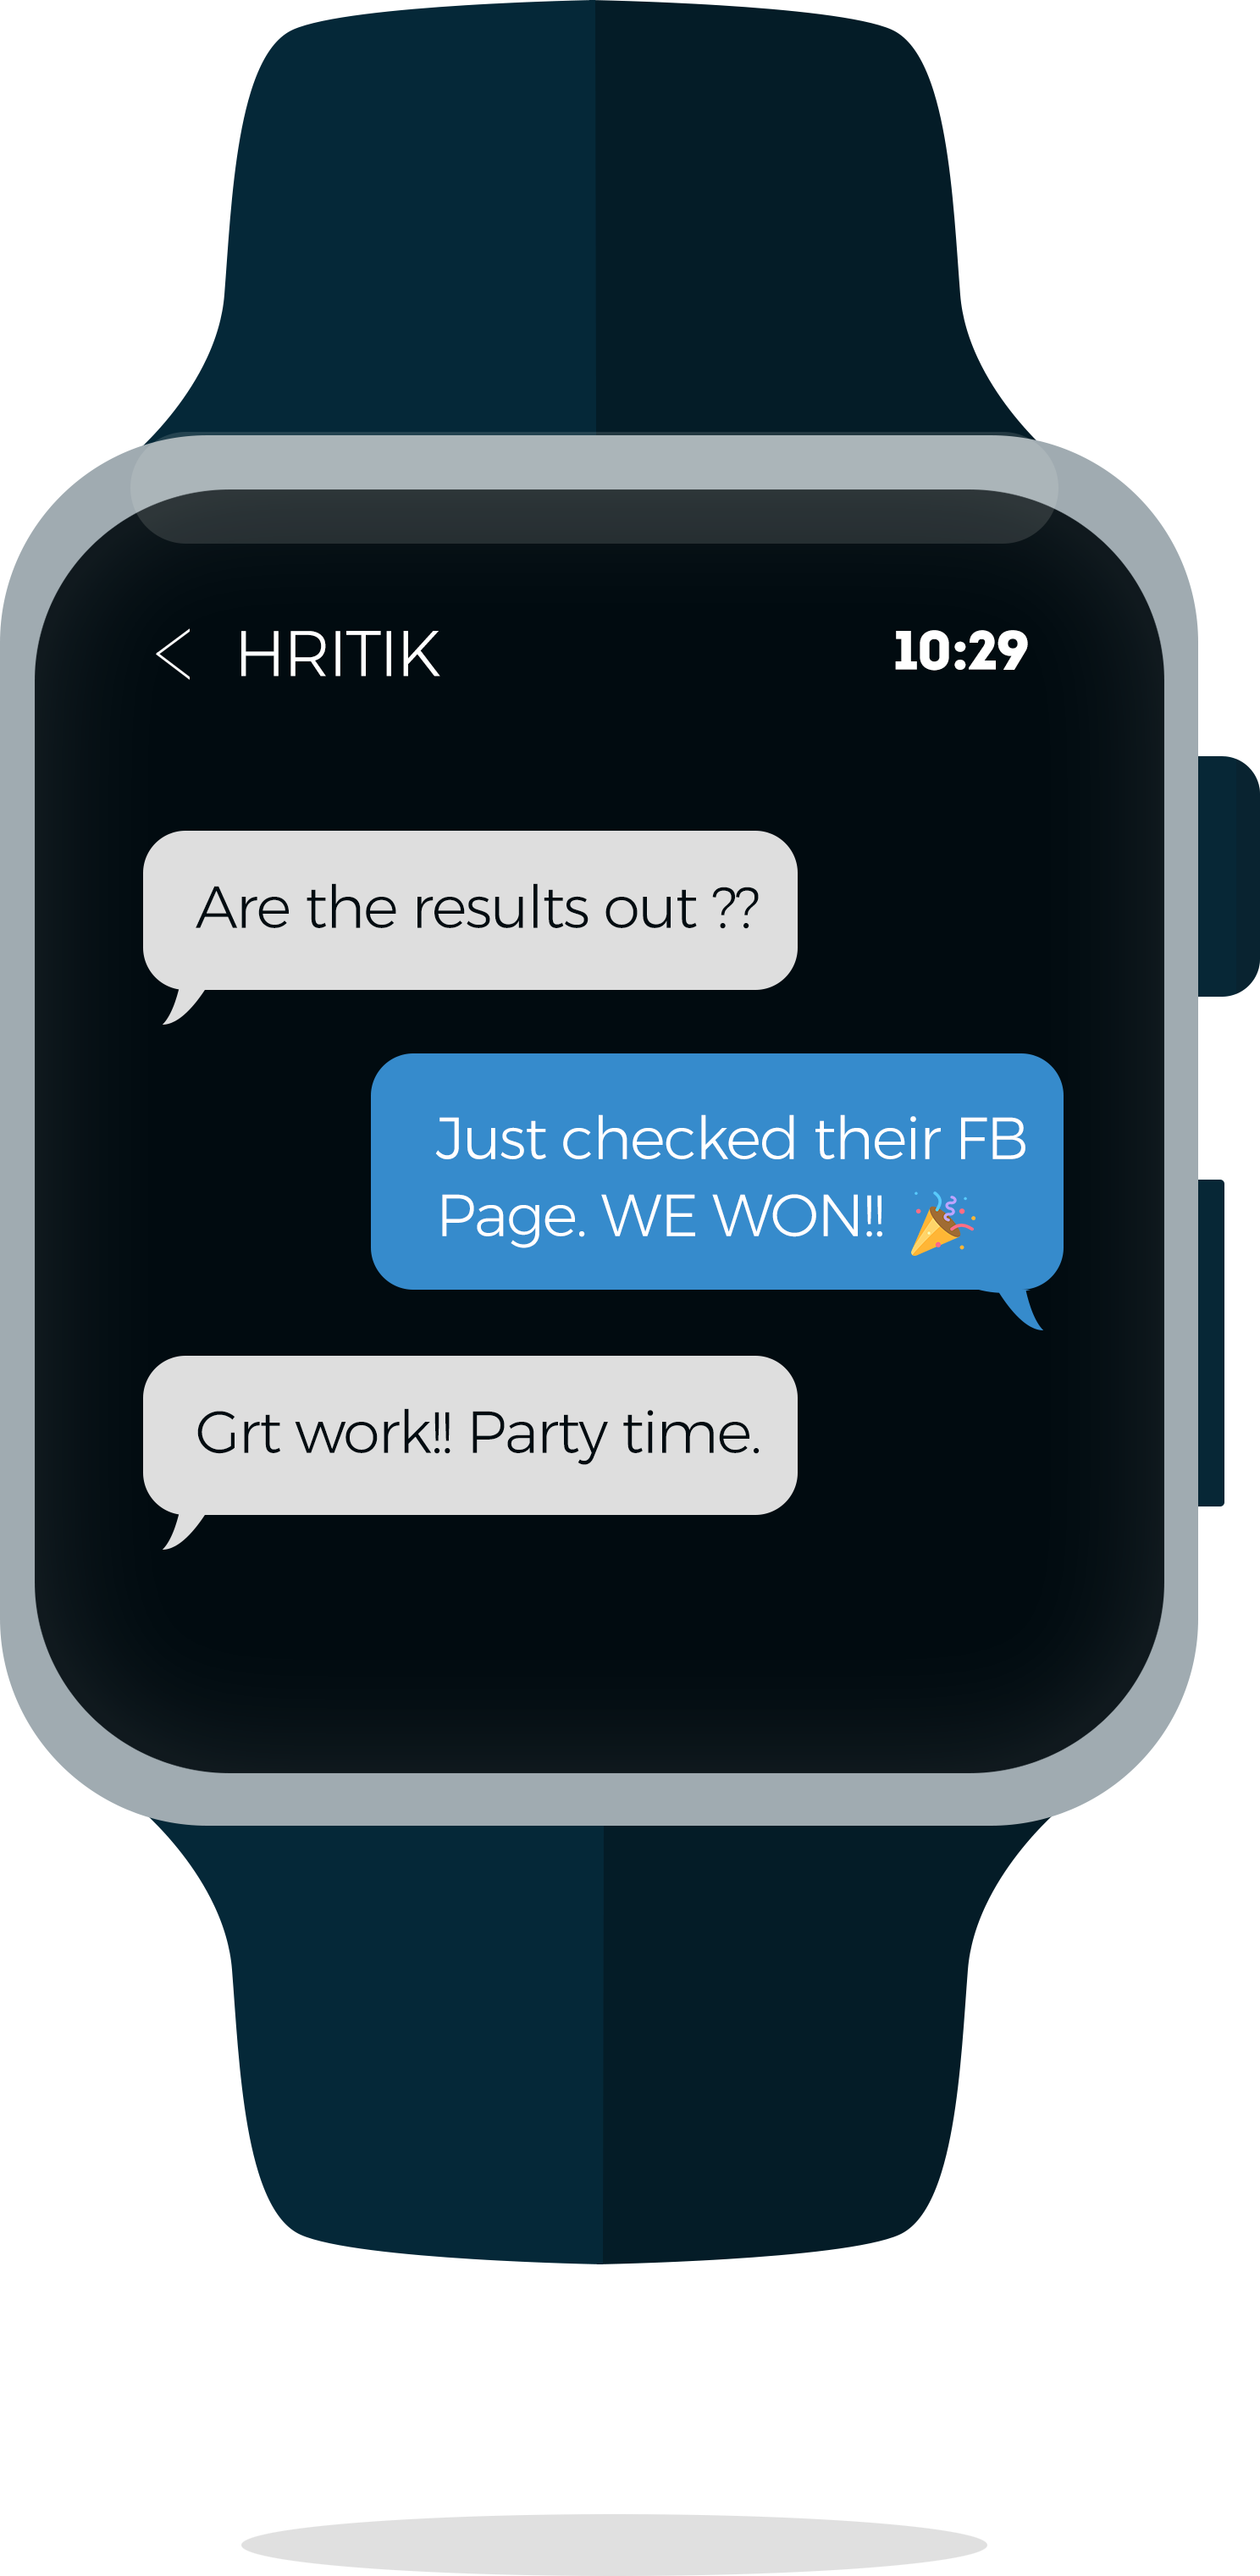 HRITIK 10:29
Are the results out ??
Just checked their FB
Page. WE WON!! 🎉
Grt work!! Party time.